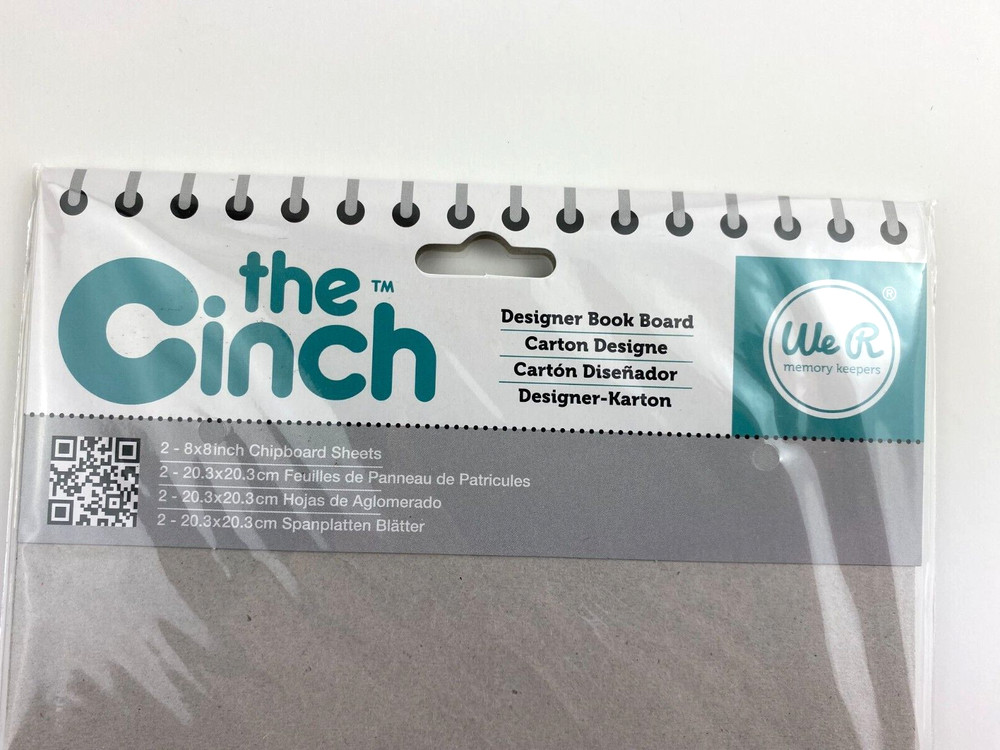 the ™
Cinch
Designer Book Board
Carton Designe
Cartón Diseñador
Designer-Karton
We R ®
memory keepers
2 - 8x8inch Chipboard Sheets
2 - 20.3x20.3cm Feuilles de Panneau de Patricules
2 - 20.3x20.3cm Hojas de Aglomerado
2 - 20.3x20.3cm Spanplatten Blätter